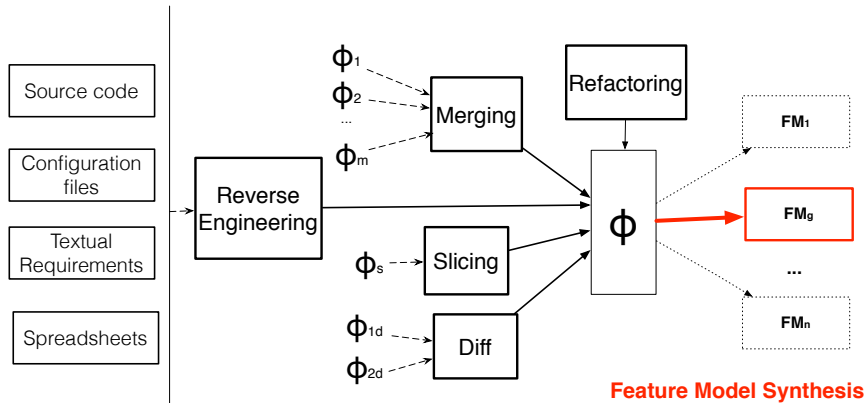 Source code
Configuration
files
Textual
Requirements
Spreadsheets
Reverse
Engineering
ϕ1
ϕ2
...
ϕm
Merging
ϕs
Slicing
ϕ1d
ϕ2d
Diff
Refactoring
ϕ
FM1
FMg
...
FMn
Feature Model Synthesis